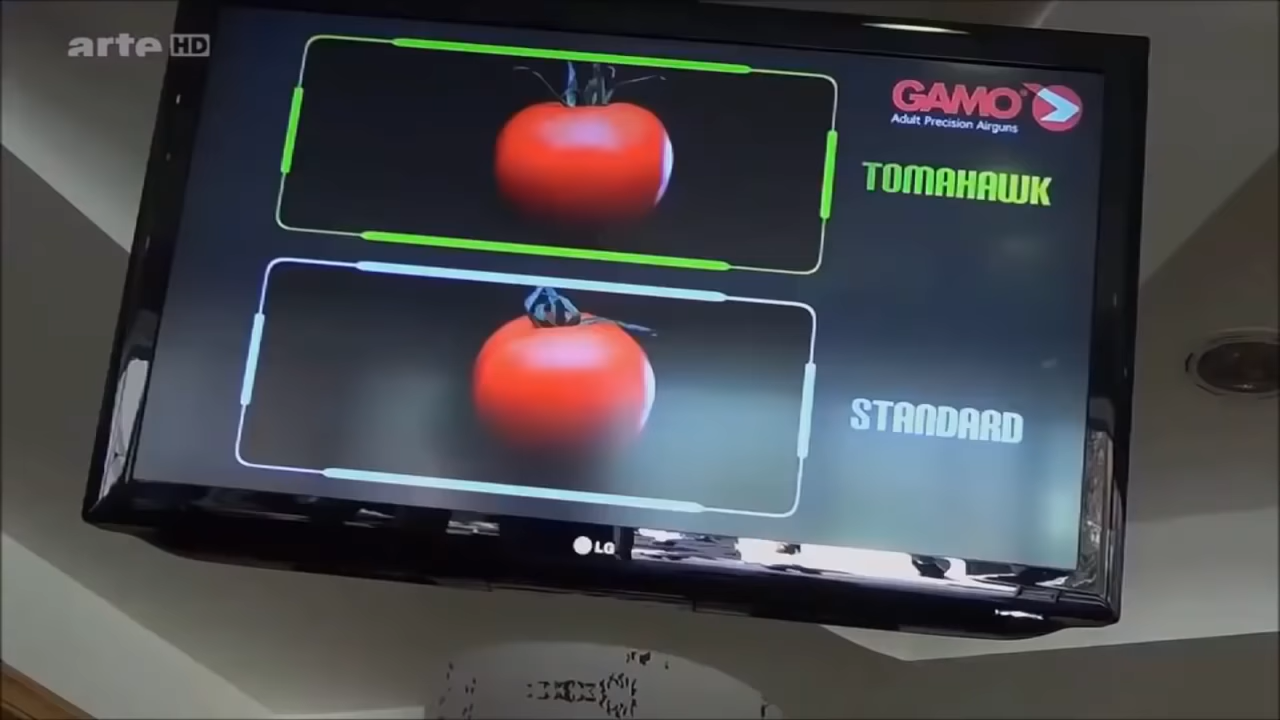 arte HD
GAMO
Adult Precision Airguns
TOMAHAWK
STANDARD
LG